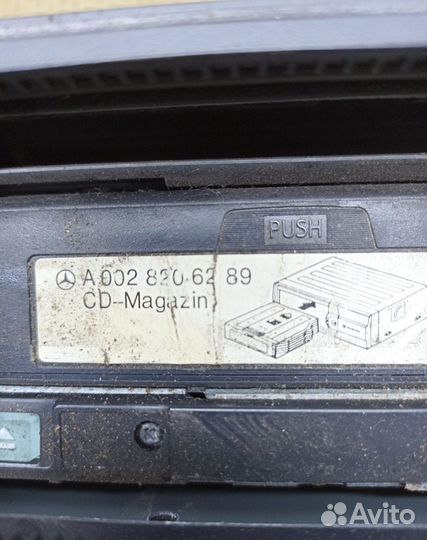 PUSH
A 002 820 62 89
CD-Magazin
Avito